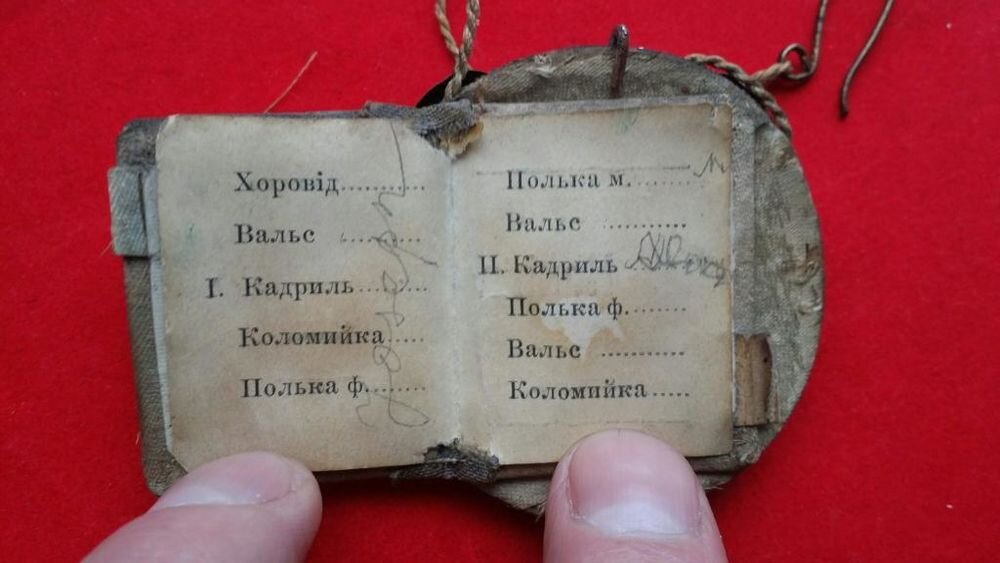 Хоровід..........
Вальс ..........
I. Кадриль.........
Коломийка.....
Полька ф.........
Полька м.........
Вальс ...........
II. Кадриль
Полька ф........
Вальс ...........
Коломийка.....